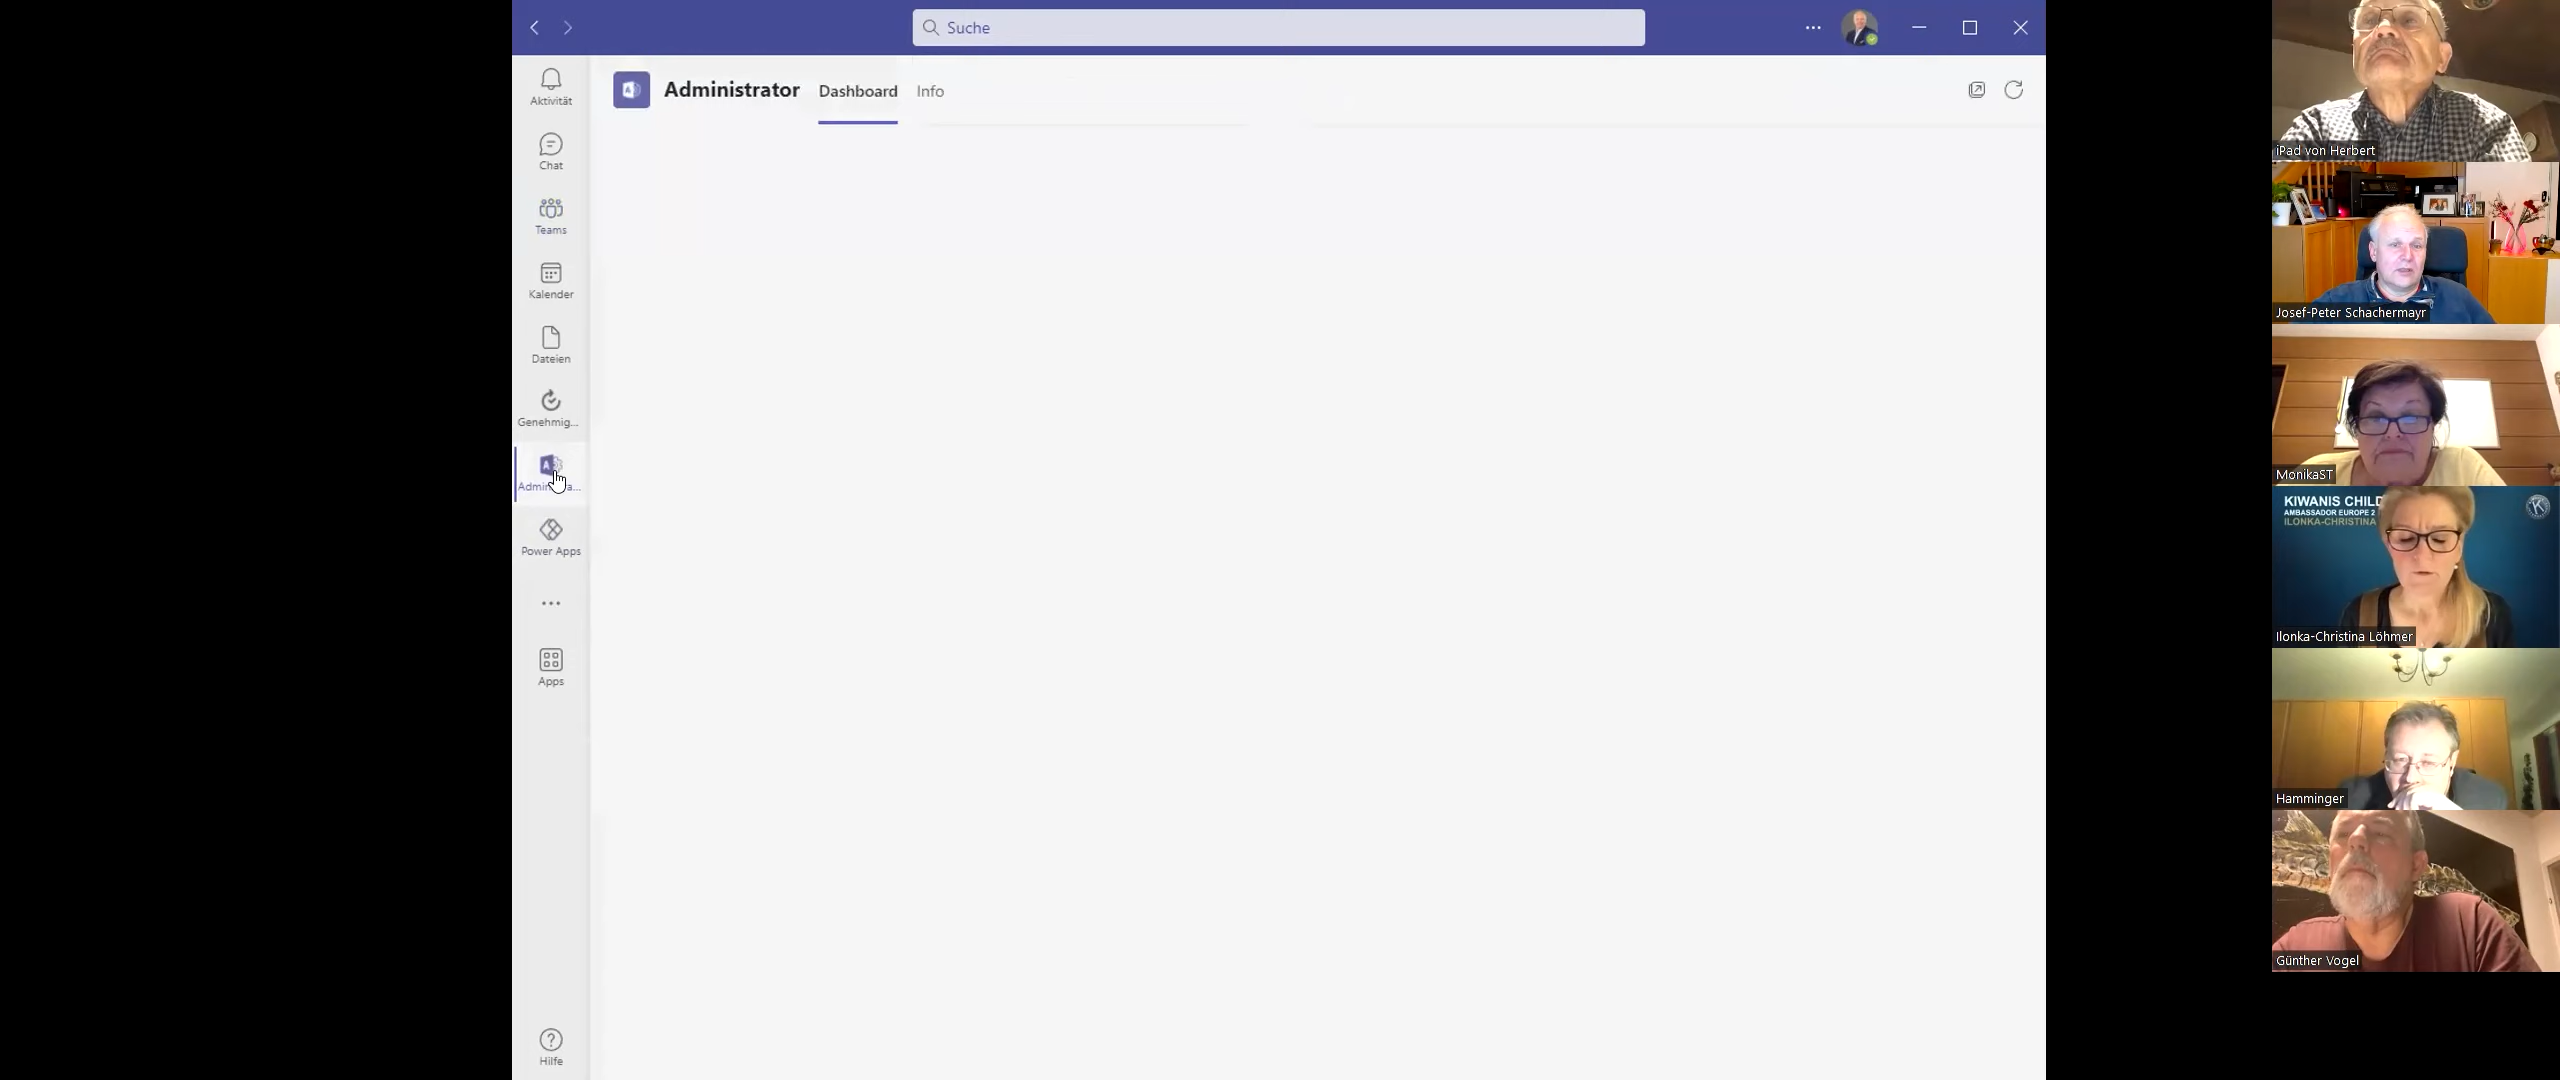 Suche
Administrator Dashboard Info
Aktivität
Chat
Teams
Kalender
Dateien
Genehmig...
Power Apps
Apps
Hilfe
iPad von Herbert
Josef-Peter Schachermayr
MonikaST
KIWANIS CHILD
AMBASSADOR EUROPE 2
ILONKA-CHRISTINA
Ilonka-Christina Löhmer
Hamminger
Günther Vogel